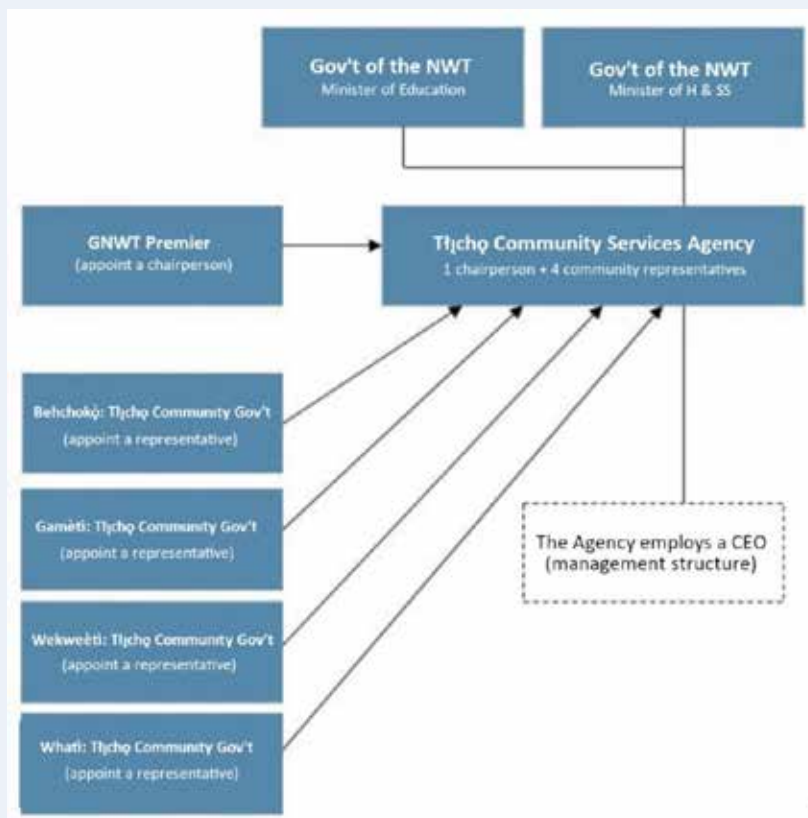 Gov't of the NWT
Minister of Education
Gov't of the NWT
Minister of H & SS
GNWT Premier
(appoint a chairperson)
Tłı̨chǫ Community Services Agency
1 chairperson + 4 community representatives
Behchokǫ̀: Tłı̨chǫ Community Gov't
(appoint a representative)
Gamètì: Tłı̨chǫ Community Gov't
(appoint a representative)
The Agency employs a CEO
(management structure)
Wekweètì: Tłı̨chǫ Community Gov't
(appoint a representative)
Whatì: Tłı̨chǫ Community Gov't
(appoint a representative)